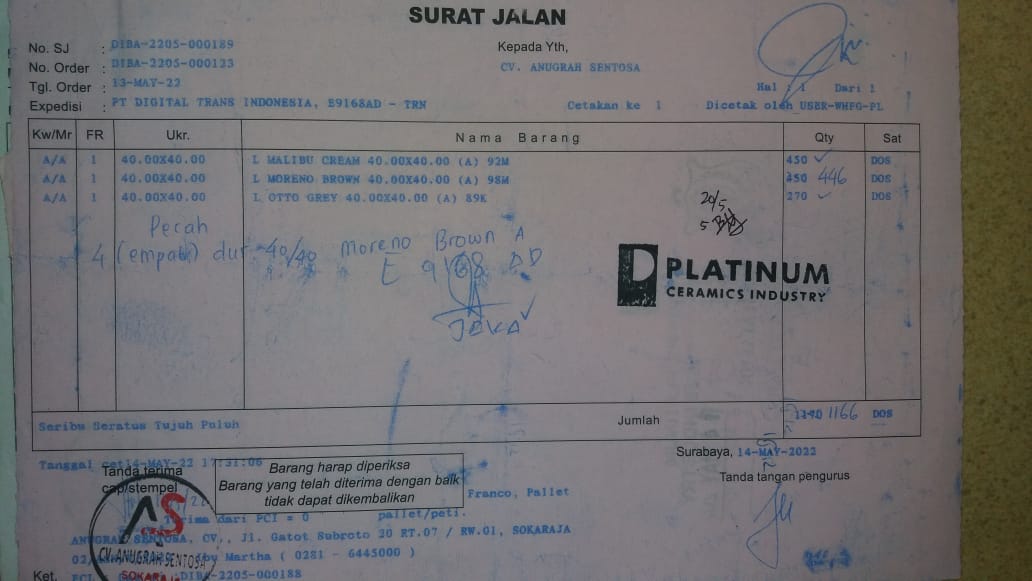 SURAT JALAN
No. SJ : DIBA-2205-000189
Kepada Yth,
No. Order : DIBA-2205-000123
CV. ANUGRAH SENTOSA
Tgl. Order : 13-MAY-22
Hal : 1 Dari 1
Expedisi : PT DIGITAL TRANS INDONESIA, E9168AD - TRN
Cetakan ke 1 Dicetak oleh USER-WHFG-PL
Kw/Mr FR Ukr. Nama Barang Qty Sat
A/A 1 40.00X40.00 L MALIBU CREAM 40.00X40.00 (A) 92M 450 DOS
A/A 1 40.00X40.00 L MORENO BROWN 40.00X40.00 (A) 98M 450 446 DOS
A/A 1 40.00X40.00 L OTTO GREY 40.00X40.00 (A) 89K 270 DOS
20/5
5
Pecah
4 (empat) dus 40/40 Moreno Brown A
E 9168 AD
JEKA
PLATINUM
CERAMICS INDUSTRY
Jumlah 1170 1166 DOS
Seribu Seratus Tujuh Puluh
Surabaya, 14-MAY-2022
Tanggal cet14-MAY-22 17:31:06
Tanda terima
cap/stempel
Tanda tangan pengurus
Barang harap diperiksa
Barang yang telah diterima dengan baik
tidak dapat dikembalikan
Franco, Pallet
Terima dari PCI = 0 pallet/peti.
ANUGRAH SENTOSA, CV., Jl. Gatot Subroto 20 RT.07 / RW.01, SOKARAJA
by Martha ( 0281 - 6445000 )
AS
CV. ANUGRAH SENTOSA
SOKARAJA
Ket. PCI DIBA-2205-000188